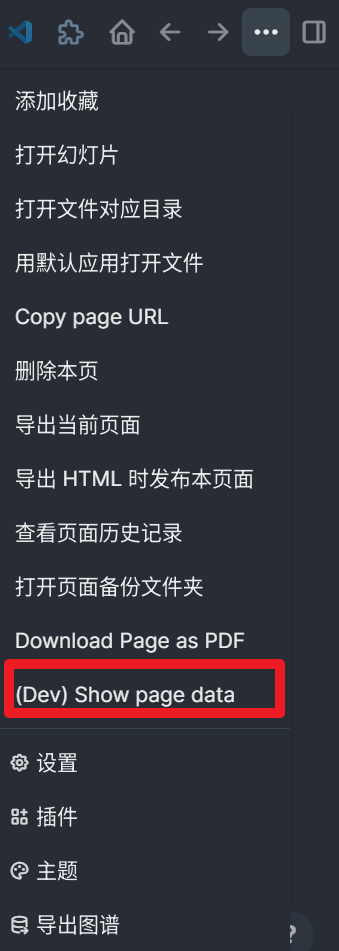 添加收藏
打开幻灯片
打开文件对应目录
用默认应用打开文件
Copy page URL
删除本页
导出当前页面
导出 HTML 时发布本页面
查看页面历史记录
打开页面备份文件夹
Download Page as PDF
(Dev) Show page data
设置
插件
主题
导出图谱
?